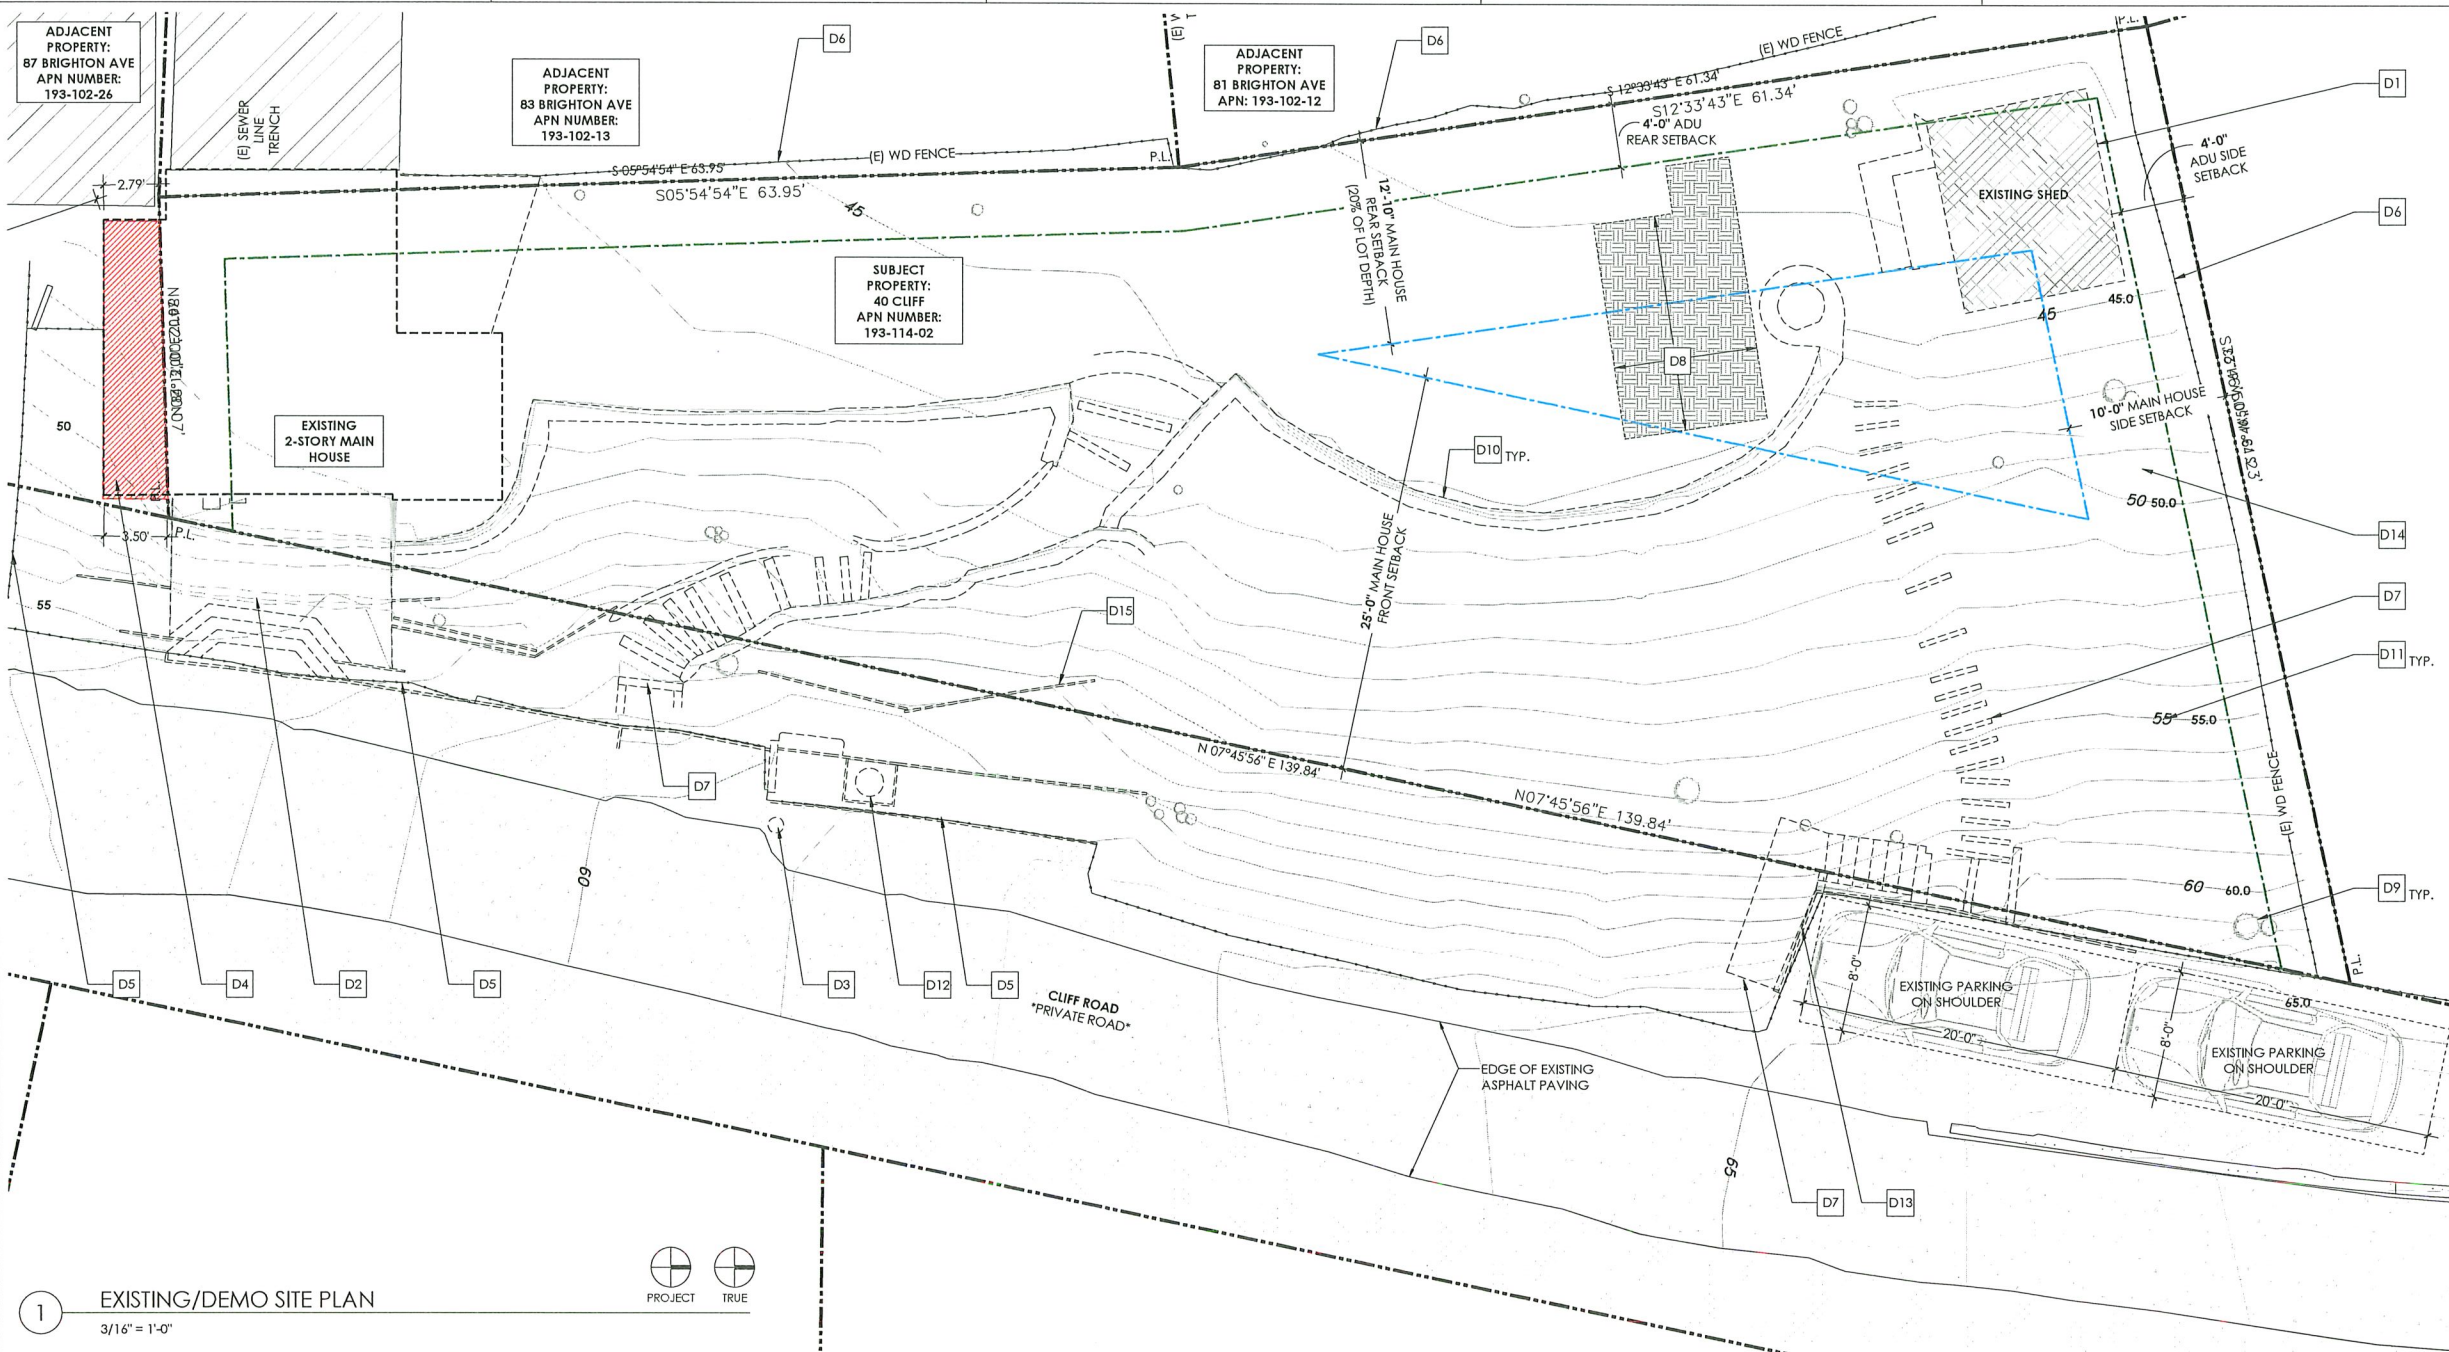 ADJACENT
PROPERTY:
87 BRIGHTON AVE
APN NUMBER:
193-102-26
(E) SEWER
LINE
TRENCH
ADJACENT
PROPERTY:
83 BRIGHTON AVE
APN NUMBER:
193-102-13
D6
ADJACENT
PROPERTY:
81 BRIGHTON AVE
APN: 193-102-12
D6
(E) WD FENCE
P.L.
D1
S 12°33'43" E 61.34'
S12°33'43"E 61.34'
4'-0" ADU
REAR SETBACK
4'-0"
ADU SIDE
SETBACK
(E) WD FENCE
P.L.
S 05°54'54" E 63.95'
S05°54'54"E 63.95'
2.79'
45
12'-10" MAIN HOUSE
REAR SETBACK
(20% OF LOT DEPTH)
EXISTING SHED
D6
SUBJECT
PROPERTY:
40 CLIFF
APN NUMBER:
193-114-02
45.0
45
D8
50
EXISTING
2-STORY MAIN
HOUSE
10'-0" MAIN HOUSE
SIDE SETBACK
D10 TYP.
P.L.
50 50.0
3.50'
P.L.
D14
25'-0" MAIN HOUSE
FRONT SETBACK
55
D15
D7
D11 TYP.
55 55.0
N 07°45'56" E 139.84'
N07°45'56"E 139.84'
D7
(E) WD FENCE
60
60 60.0
D9 TYP.
P.L.
8'-0"
EXISTING PARKING
ON SHOULDER
20'-0"
65.0
8'-0"
EXISTING PARKING
ON SHOULDER
20'-0"
D5
D4
D2
D5
D3
D12
D5
CLIFF ROAD
*PRIVATE ROAD*
EDGE OF EXISTING
ASPHALT PAVING
65
D7
D13
PROJECT
TRUE
1
EXISTING/DEMO SITE PLAN
3/16" = 1'-0"